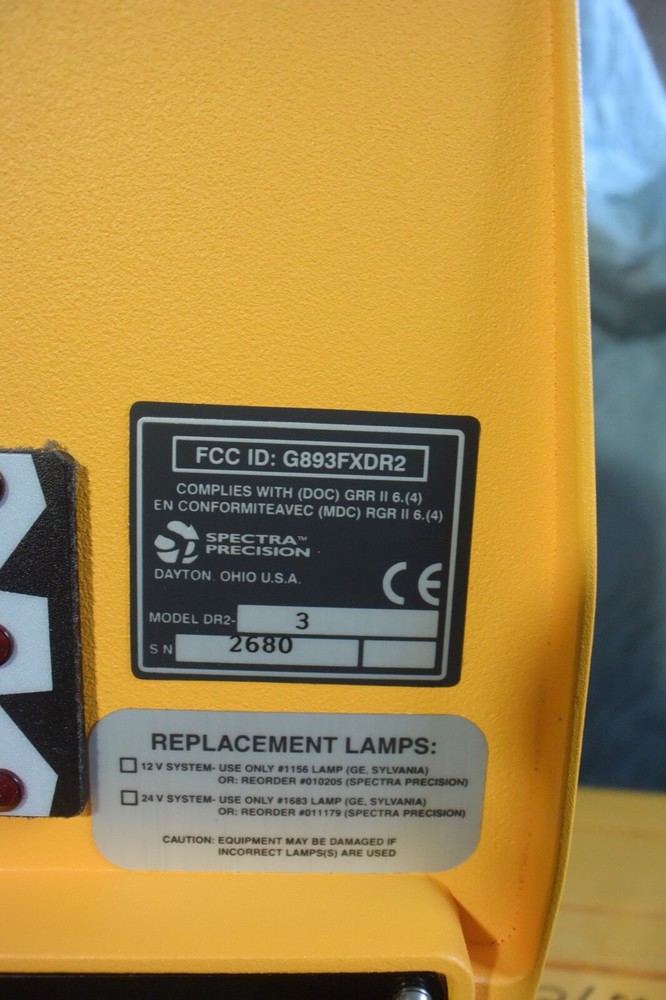 FCC ID: G893FXDR2
COMPLIES WITH (DOC) GRR II 6.(4)
EN CONFORMITEAVEC (MDC) RGR II 6.(4)
SPECTRA™
PRECISION
DAYTON. OHIO U.S.A.
CE
MODEL DR2- 3
S N 2680
REPLACEMENT LAMPS:
12 V SYSTEM- USE ONLY #1156 LAMP (GE, SYLVANIA)
OR: REORDER #010205 (SPECTRA PRECISION)
24 V SYSTEM- USE ONLY #1683 LAMP (GE, SYLVANIA)
OR: REORDER #011179 (SPECTRA PRECISION)
CAUTION: EQUIPMENT MAY BE DAMAGED IF
INCORRECT LAMPS(S) ARE USED